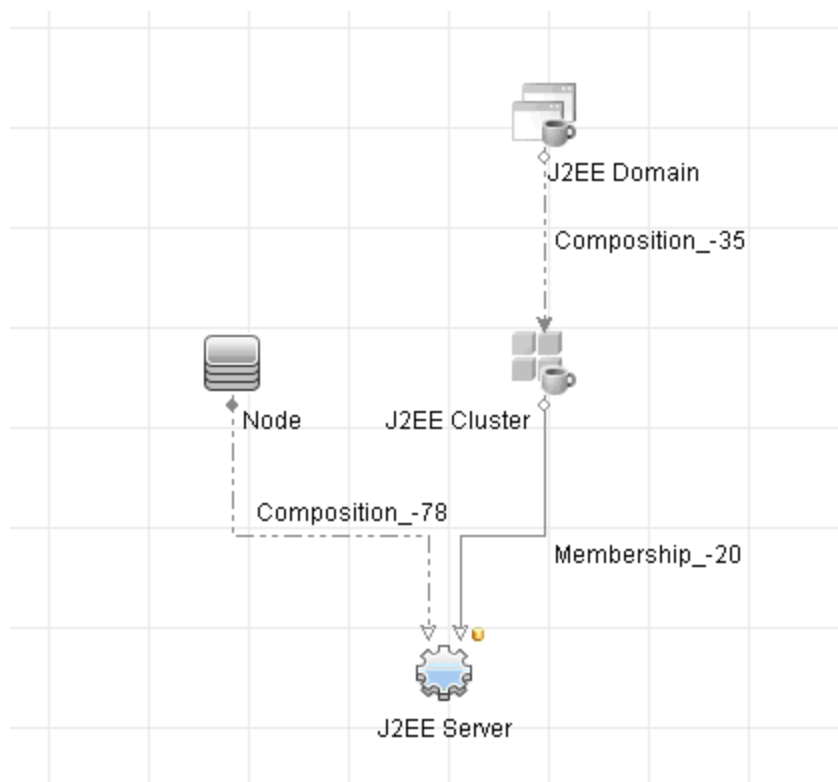 J2EE Domain
Composition_-35
Node
J2EE Cluster
Composition_-78
Membership_-20
J2EE Server